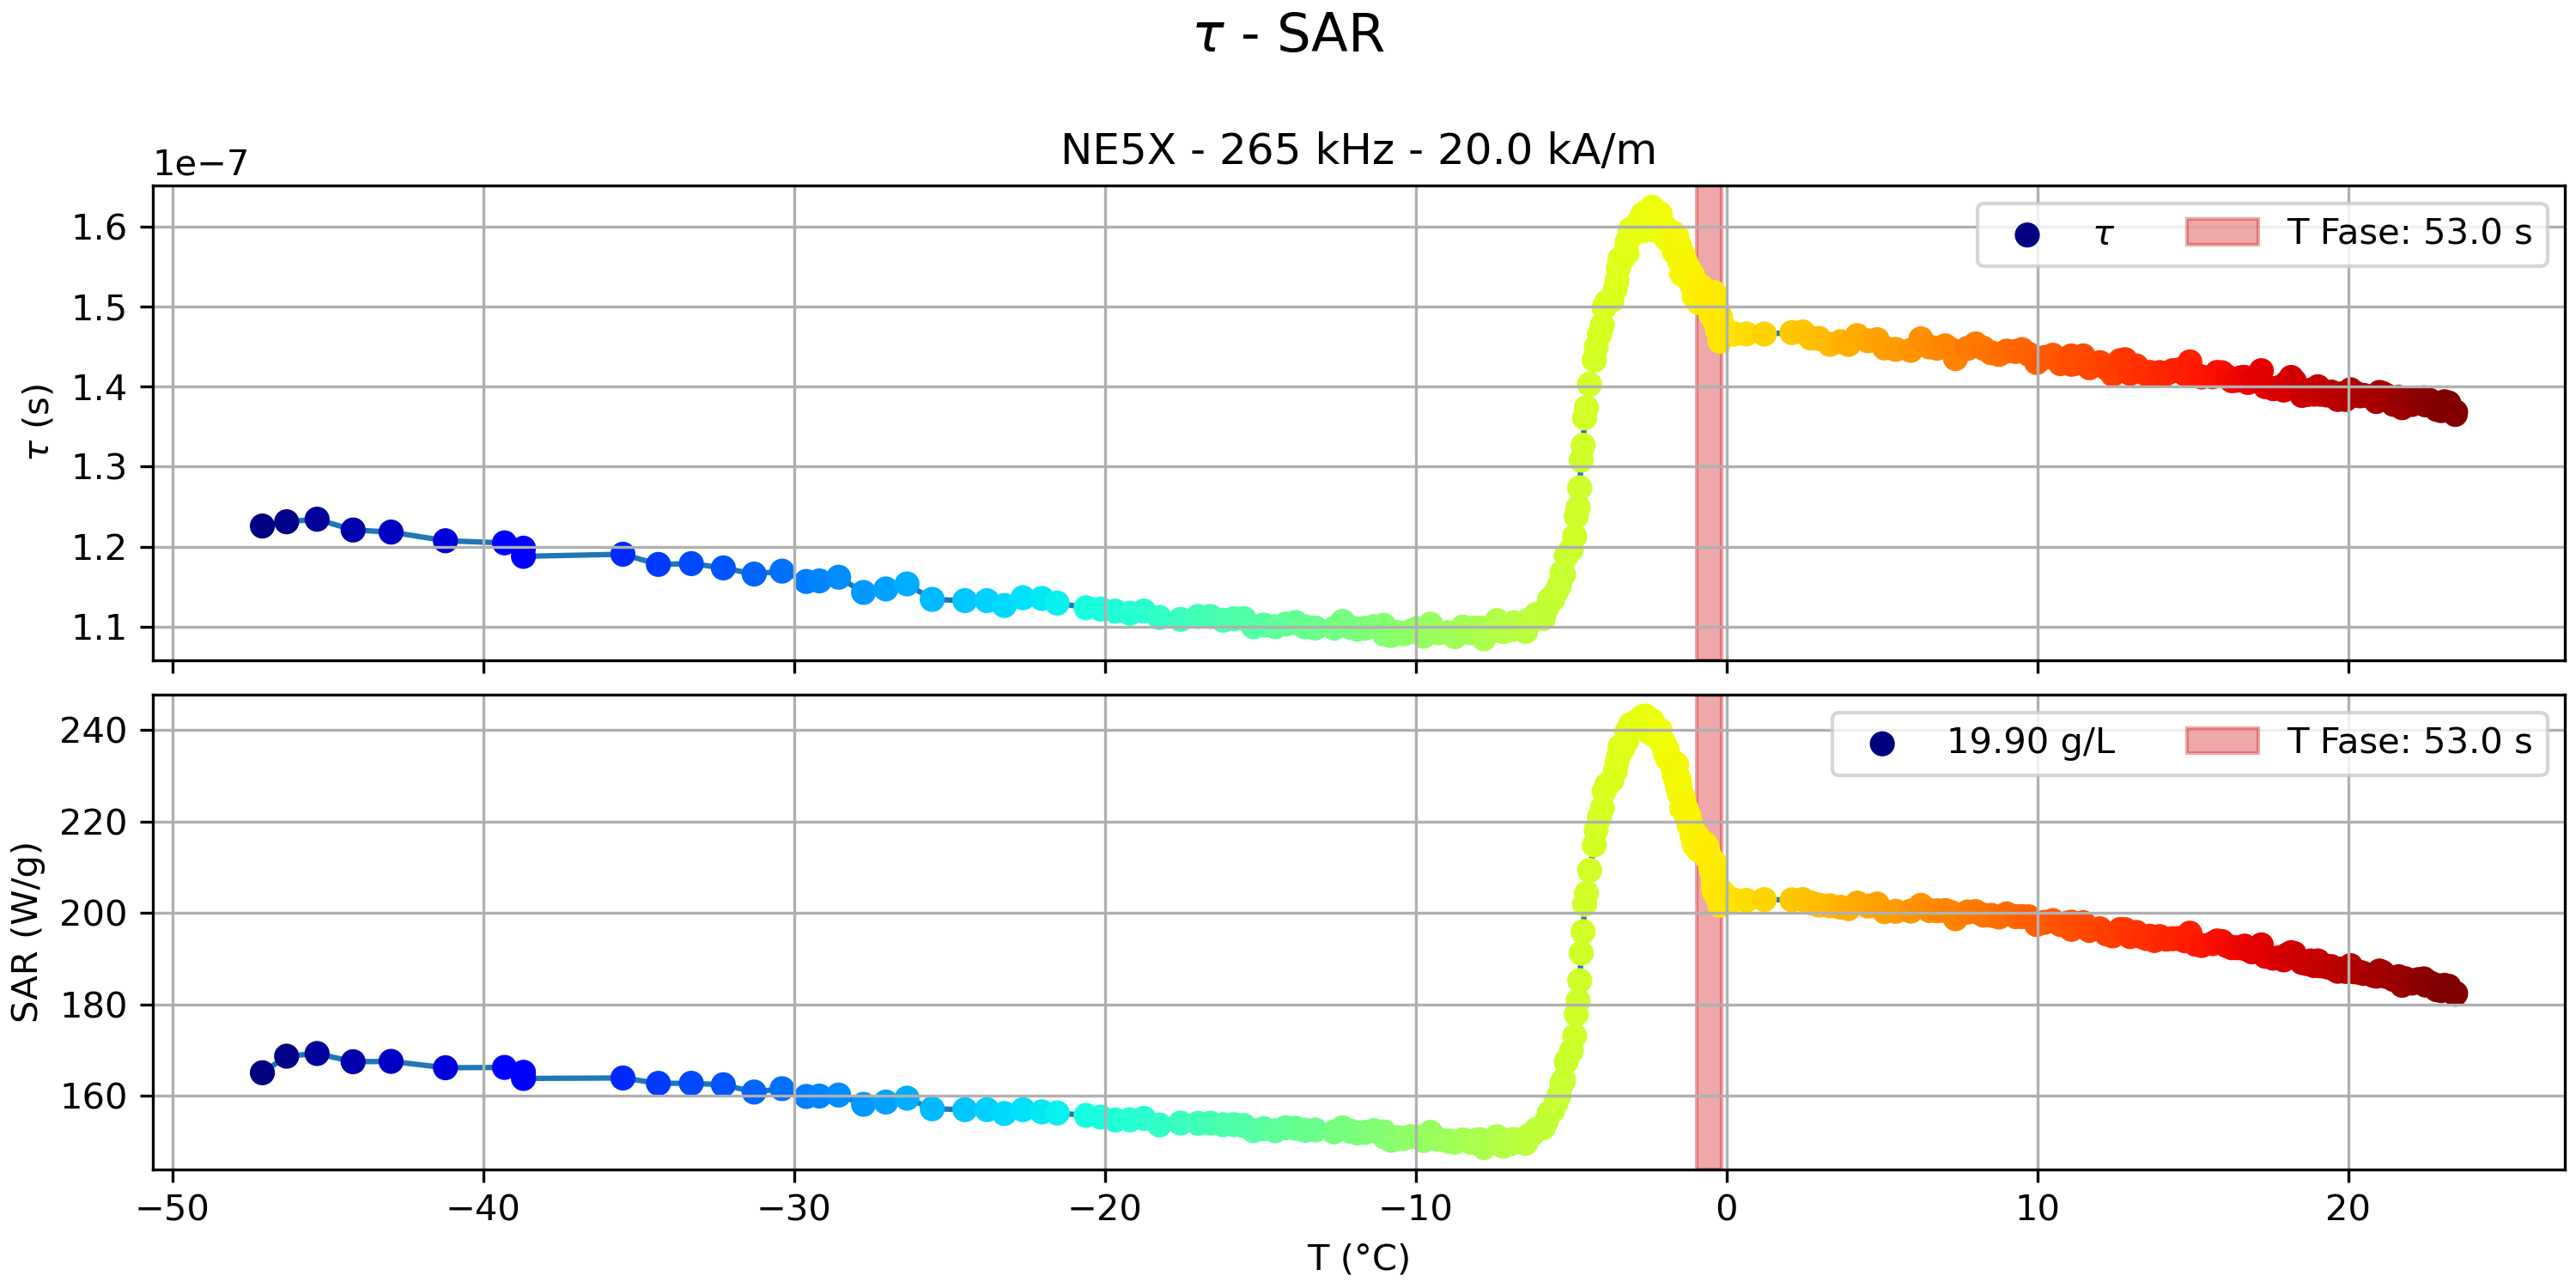 τ - SAR
NE5X - 265 kHz - 20.0 kA/m
1e−7
1.6
1.5
1.4
1.3
1.2
1.1
τ (s)
τ
T Fase: 53.0 s
240
220
200
180
160
SAR (W/g)
19.90 g/L
T Fase: 53.0 s
−50 −40 −30 −20 −10 0 10 20
T (°C)